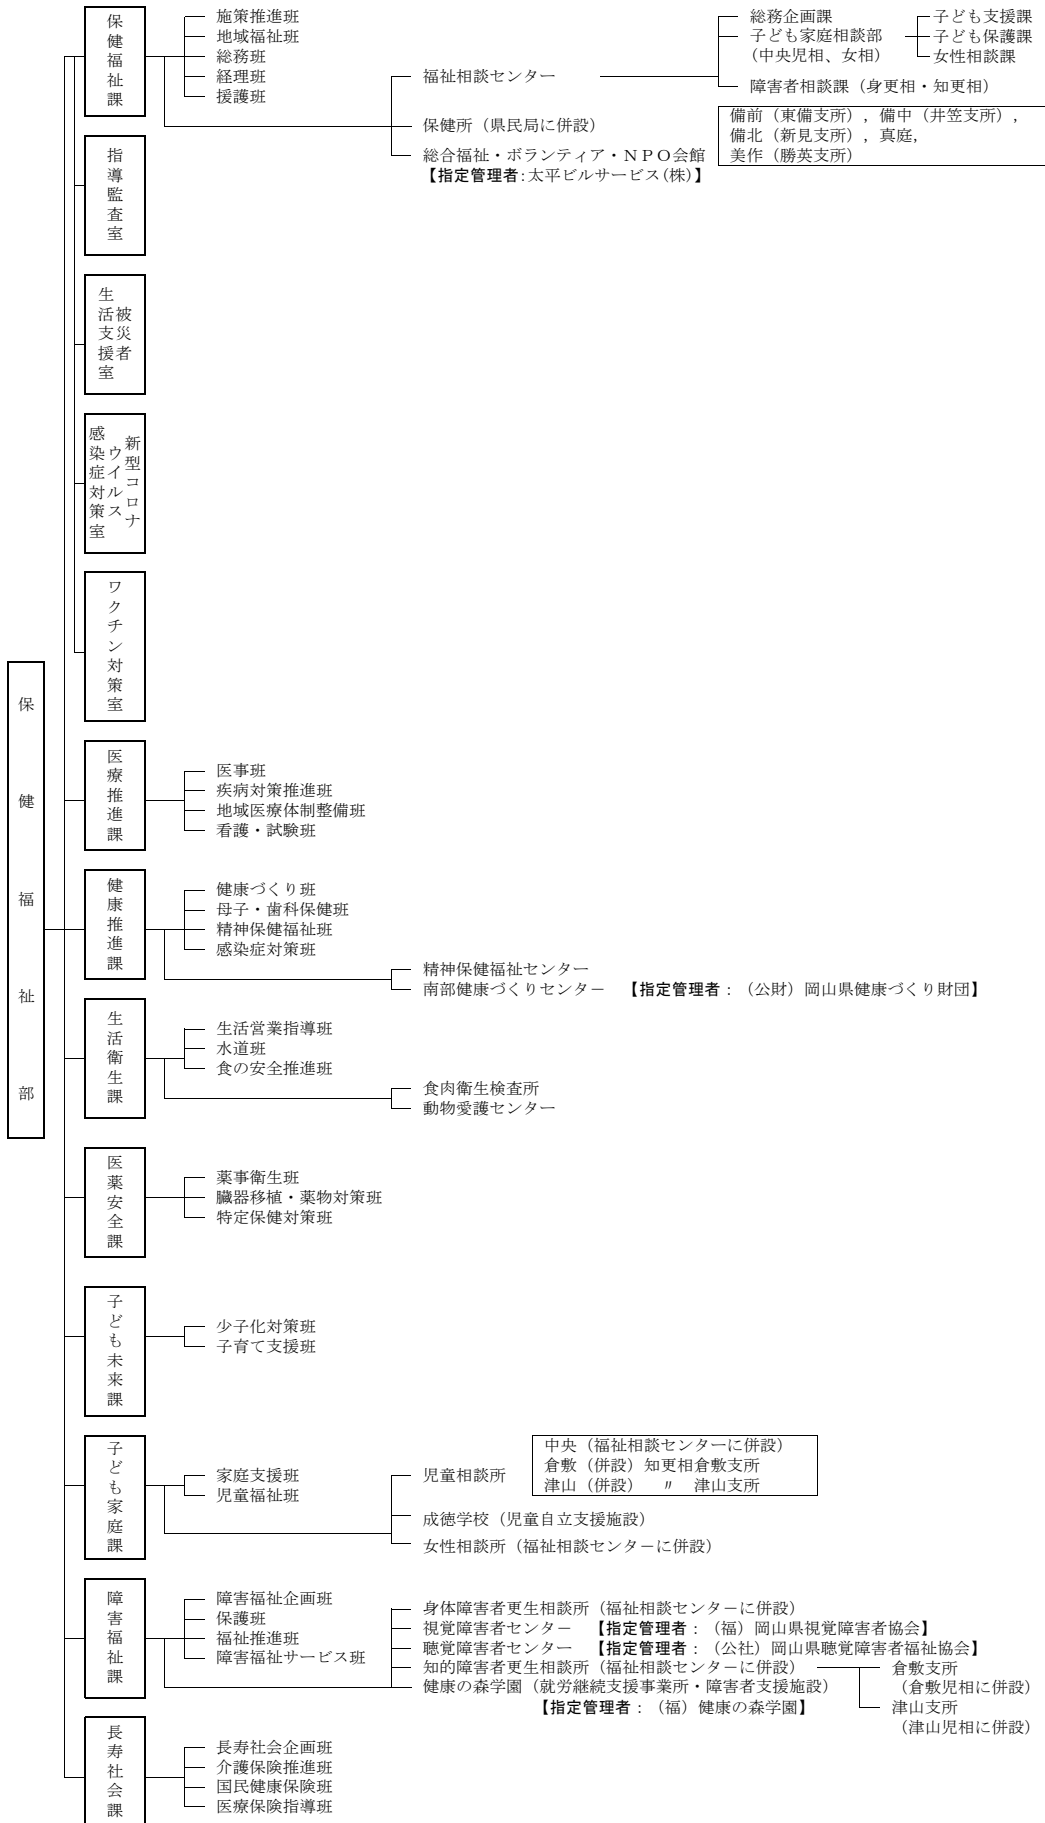 保健福祉部
保健福祉課
施策推進班
地域福祉班
総務班
経理班
援護班
福祉相談センター
総務企画課
子ども家庭相談部
(中央児相、女相)
子ども支援課
子ども保護課
女性相談課
障害者相談課(身更相・知更相)
保健所(県民局に併設)
備前(東備支所),備中(井笠支所),
備北(新見支所),真庭,
美作(勝英支所)
総合福祉・ボランティア・NPO会館
【指定管理者:太平ビルサービス(株)】
指導監査室
被災者
生活支援室
新型コロナ
ウイルス
感染症対策室
ワクチン対策室
医療推進課
医事班
疾病対策推進班
地域医療体制整備班
看護・試験班
健康推進課
健康づくり班
母子・歯科保健班
精神保健福祉班
感染症対策班
精神保健福祉センター
南部健康づくりセンター 【指定管理者:(公財)岡山県健康づくり財団】
生活衛生課
生活営業指導班
水道班
食の安全推進班
食肉衛生検査所
動物愛護センター
医薬安全課
薬事衛生班
臓器移植・薬物対策班
特定保健対策班
子ども未来課
少子化対策班
子育て支援班
子ども家庭課
家庭支援班
児童福祉班
児童相談所
中央(福祉相談センターに併設)
倉敷(併設)知更相倉敷支所
津山(併設) 〃 津山支所
成徳学校(児童自立支援施設)
女性相談所(福祉相談センターに併設)
障害福祉課
障害福祉企画班
保護班
福祉推進班
障害福祉サービス班
身体障害者更生相談所(福祉相談センターに併設)
視覚障害者センター 【指定管理者:(福)岡山県視覚障害者協会】
聴覚障害者センター 【指定管理者:(公社)岡山県聴覚障害者福祉協会】
知的障害者更生相談所(福祉相談センターに併設)
倉敷支所
(倉敷児相に併設)
津山支所
(津山児相に併設)
健康の森学園(就労継続支援事業所・障害者支援施設)
【指定管理者:(福)健康の森学園】
長寿社会課
長寿社会企画班
介護保険推進班
国民健康保険班
医療保険指導班